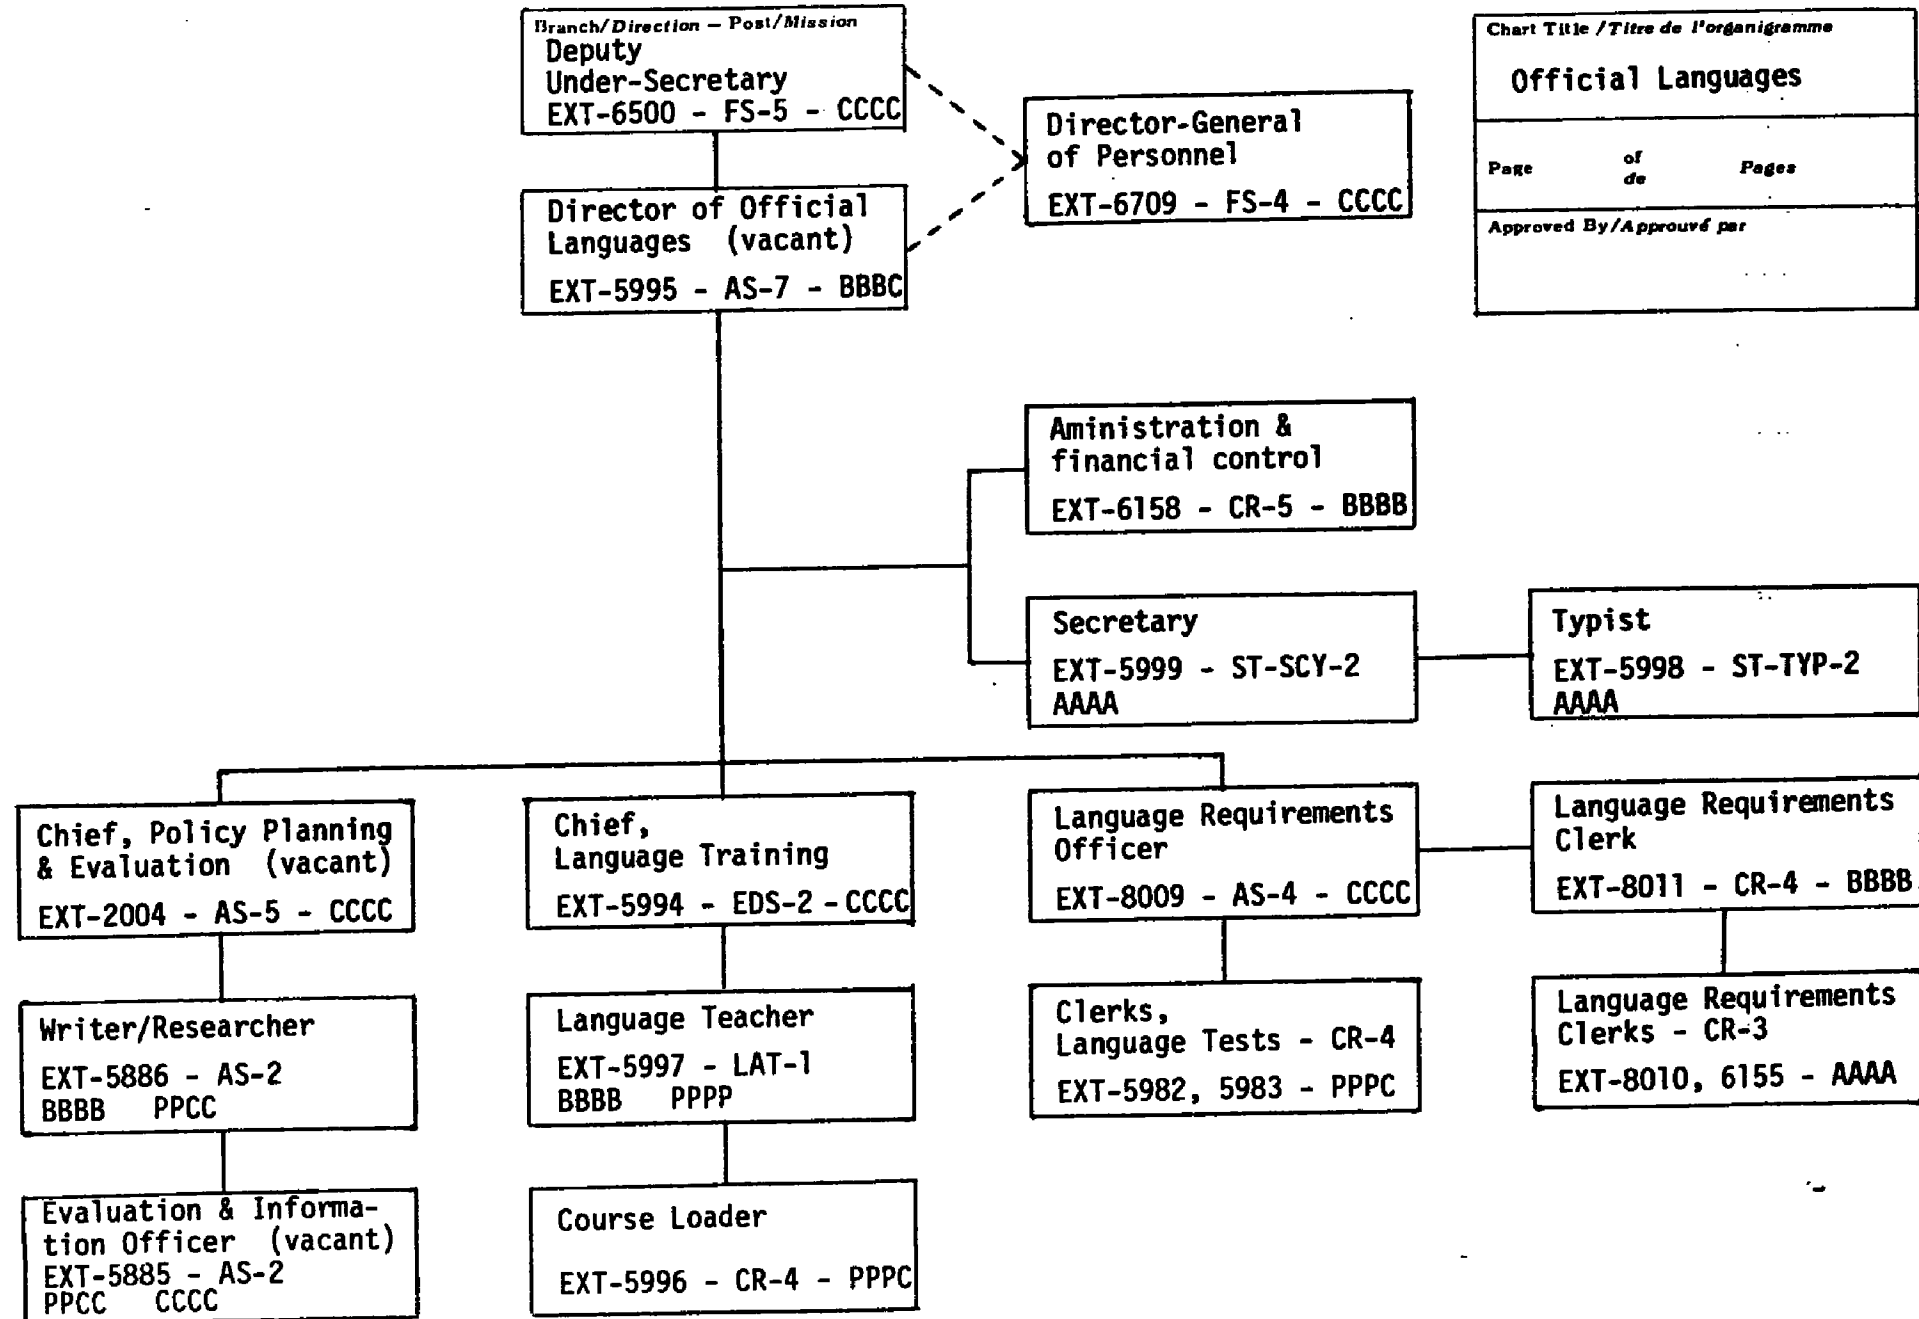 Branch/Direction – Post/Mission
Deputy
Under-Secretary
EXT-6500 - FS-5 - CCCC
Chart Title /Titre de l'organigramme
Official Languages
Page of Pages
de
Approved By/Approuvé par
Director-General
of Personnel
EXT-6709 - FS-4 - CCCC
Director of Official
Languages (vacant)
EXT-5995 - AS-7 - BBBC
Aministration &
financial control
EXT-6158 - CR-5 - BBBB
Secretary
EXT-5999 - ST-SCY-2
AAAA
Typist
EXT-5998 - ST-TYP-2
AAAA
Chief, Policy Planning
& Evaluation (vacant)
EXT-2004 - AS-5 - CCCC
Chief,
Language Training
EXT-5994 - EDS-2 - CCCC
Language Requirements
Officer
EXT-8009 - AS-4 - CCCC
Language Requirements
Clerk
EXT-8011 - CR-4 - BBBB
Writer/Researcher
EXT-5886 - AS-2
BBBB PPCC
Language Teacher
EXT-5997 - LAT-1
BBBB PPPP
Clerks,
Language Tests - CR-4
EXT-5982, 5983 - PPPC
Language Requirements
Clerks - CR-3
EXT-8010, 6155 - AAAA
Evaluation & Informa-
tion Officer (vacant)
EXT-5885 - AS-2
PPCC CCCC
Course Loader
EXT-5996 - CR-4 - PPPC